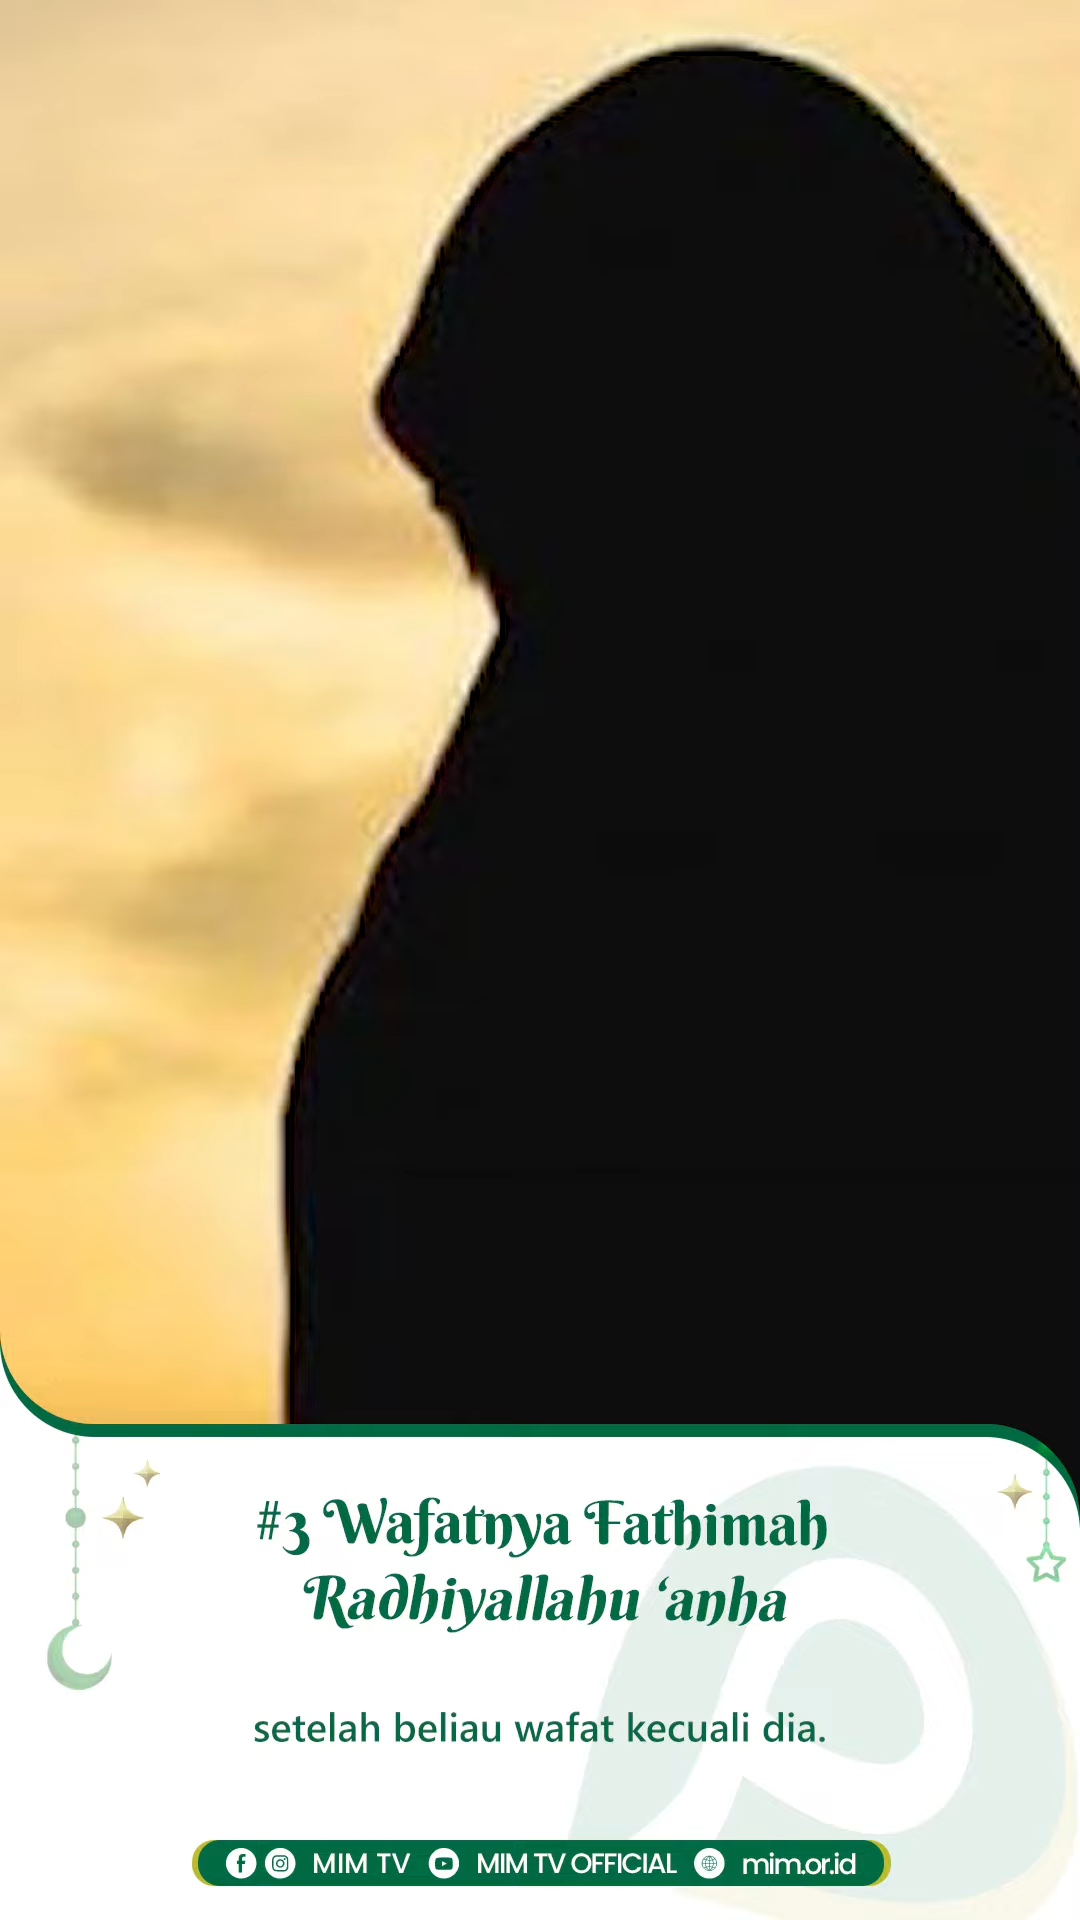 #3 Wafatnya Fathimah
Radhiyallahu ‘anha
setelah beliau wafat kecuali dia.
MIM TV MIM TV OFFICIAL mim.or.id